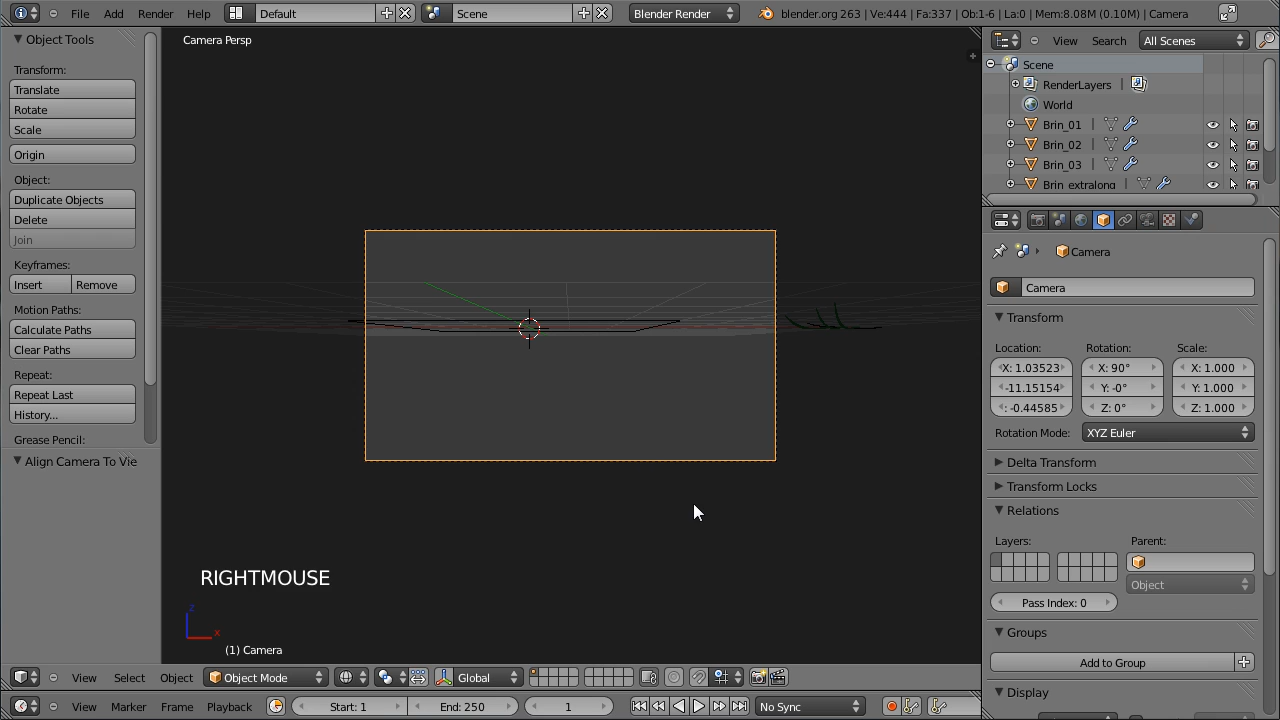 File Add Render Help Default Scene Blender Render blender.org 263 | Ve:444 | Fa:337 | Ob:1-6 | La:0 | Mem:8.08M (0.10M) | Camera
Object Tools
Transform:
Translate
Rotate
Scale
Origin
Object:
Duplicate Objects
Delete
Join
Keyframes:
Insert Remove
Motion Paths:
Calculate Paths
Clear Paths
Repeat:
Repeat Last
History...
Grease Pencil:
Align Camera To Vie
Camera Persp
RIGHTMOUSE
z
x
(1) Camera
View Search All Scenes
Scene
RenderLayers |
World
Brin_01 |
Brin_02 |
Brin_03 |
Brin_extralong |
Camera
Camera
Transform
Location: Rotation: Scale:
X: 1.03523 X: 90° X: 1.000
-11.15154 Y: -0° Y: 1.000
: -0.44585 Z: 0° Z: 1.000
Rotation Mode: XYZ Euler
Delta Transform
Transform Locks
Relations
Layers: Parent:
Object
Pass Index: 0
Groups
Add to Group
Display
View Select Object Object Mode Global
View Marker Frame Playback Start: 1 End: 250 1 No Sync